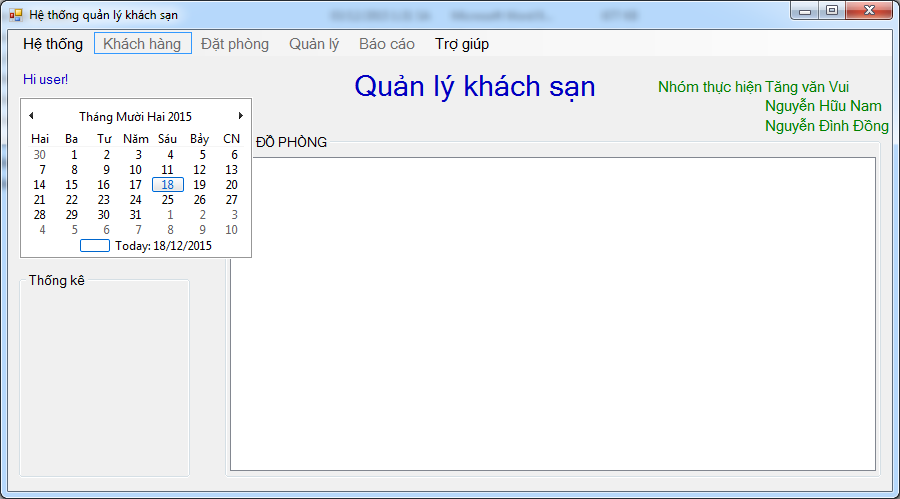 Hệ thống quản lý khách sạn
Hệ thống Khách hàng Đặt phòng Quản lý Báo cáo Trợ giúp
Hi user!
Quản lý khách sạn
Nhóm thực hiện Tăng văn Vui
Nguyễn Hữu Nam
Nguyễn Đình Đồng
Tháng Mười Hai 2015
Hai Ba Tư Năm Sáu Bảy CN
30 1 2 3 4 5 6
7 8 9 10 11 12 13
14 15 16 17 18 19 20
21 22 23 24 25 26 27
28 29 30 31 1 2 3
4 5 6 7 8 9 10
Today: 18/12/2015
ĐỒ PHÒNG
Thống kê